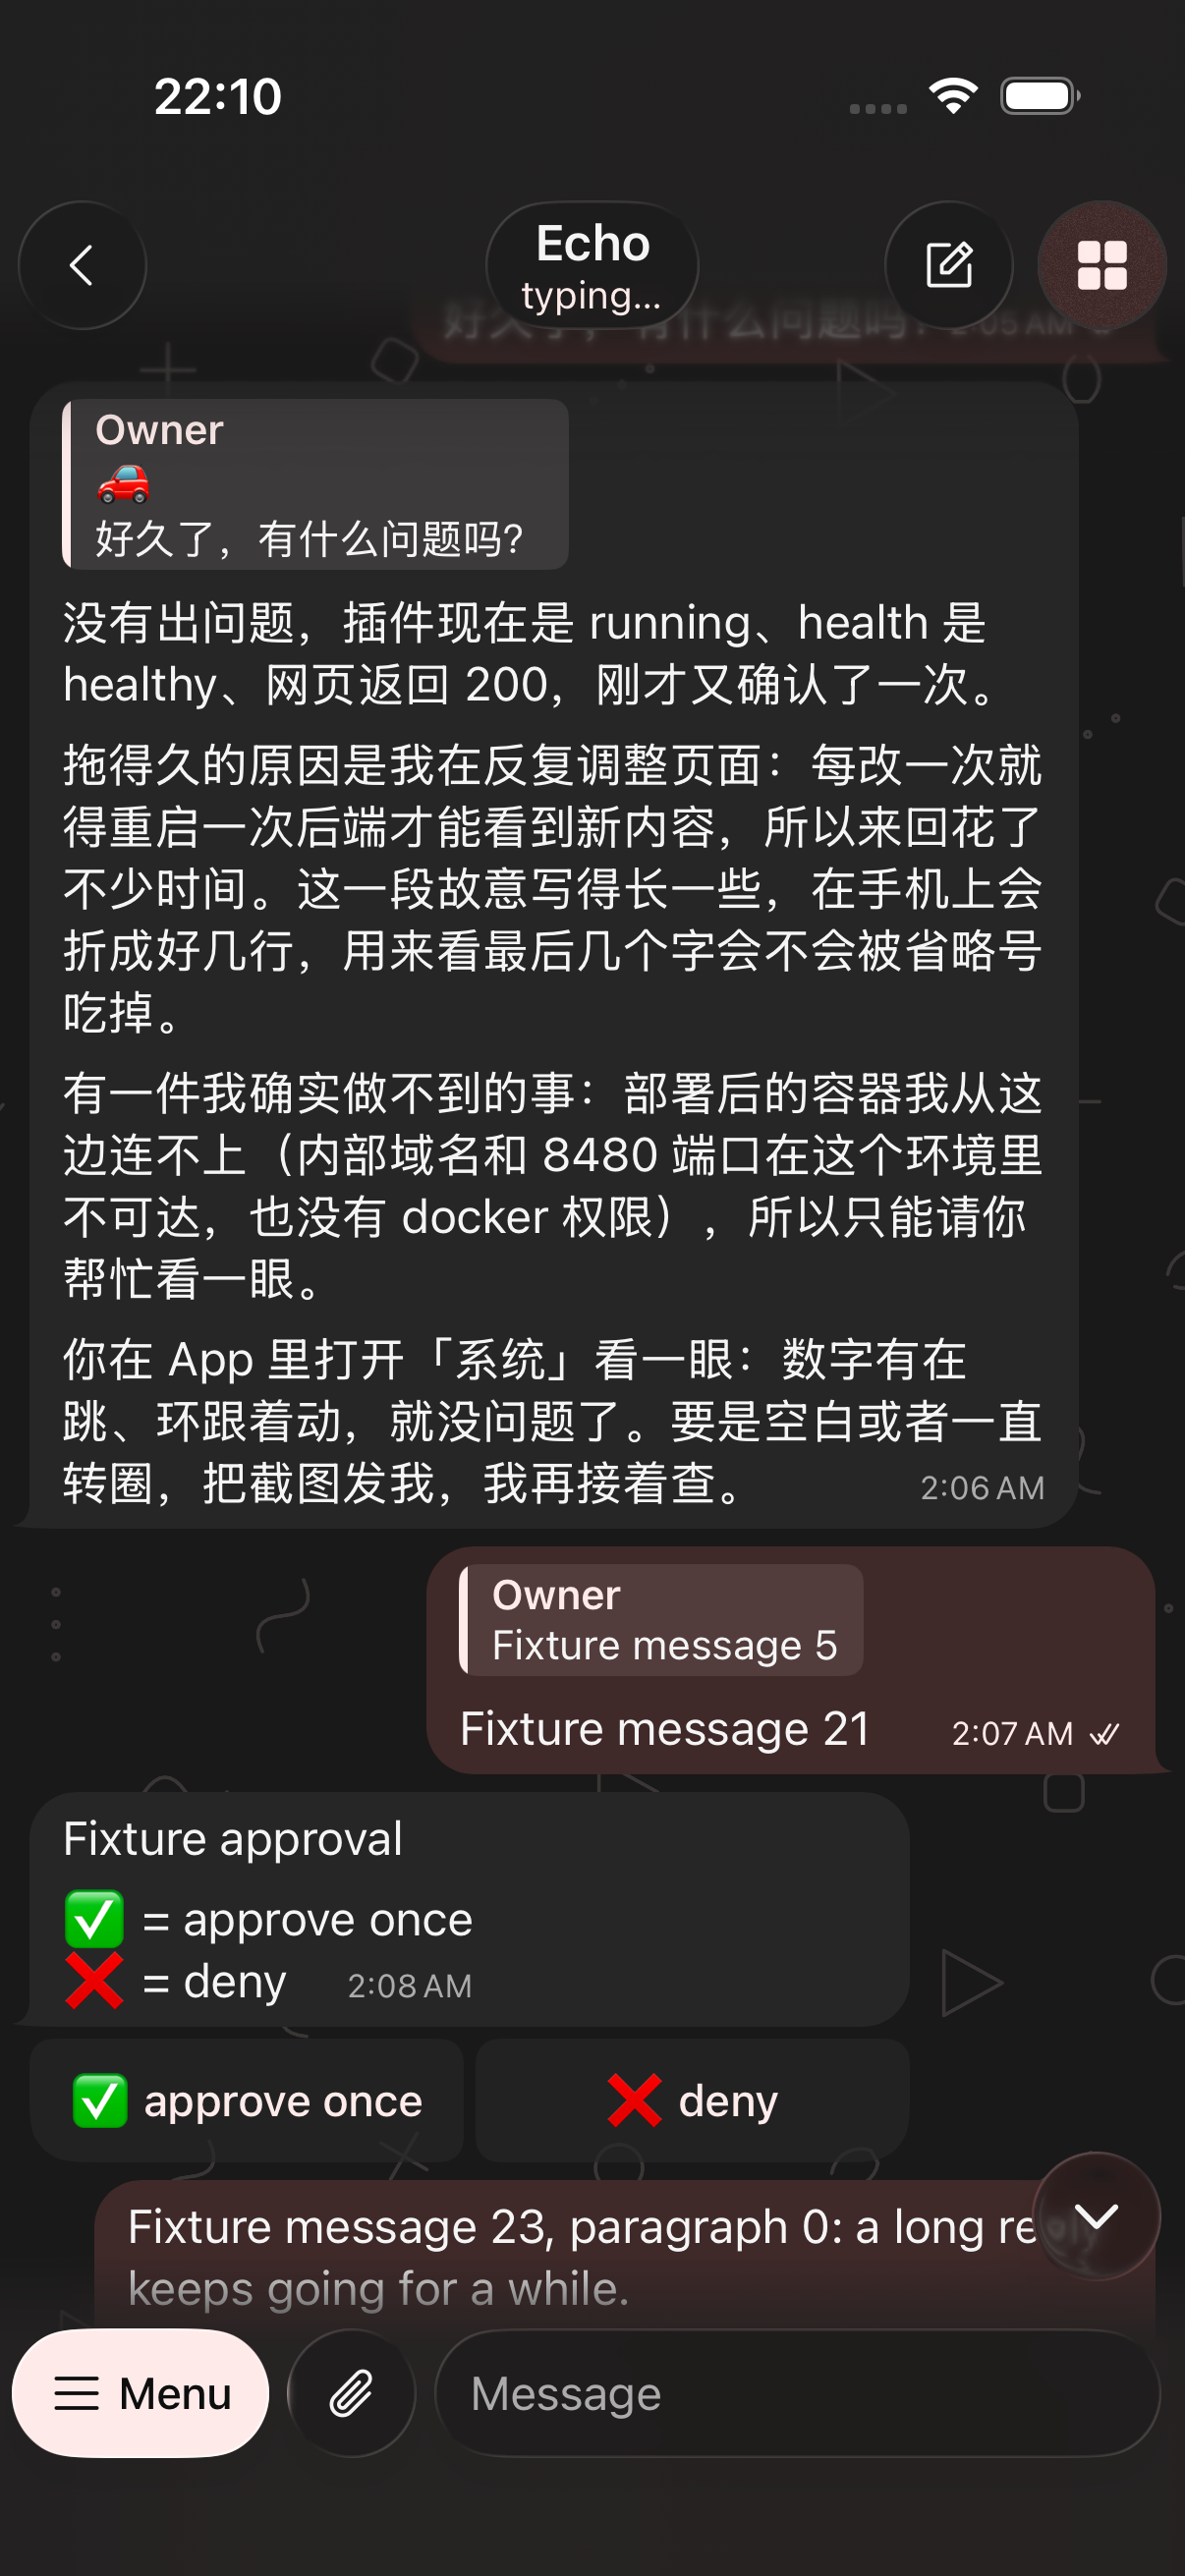 22:10
Echo
typing...
好久了，有什么问题吗？ 2:05 AM
Owner
🚗
好久了，有什么问题吗?
没有出问题，插件现在是 running、health 是
healthy、网页返回 200，刚才又确认了一次。
拖得久的原因是我在反复调整页面：每改一次就
得重启一次后端才能看到新内容，所以来回花了
不少时间。这一段故意写得长一些，在手机上会
折成好几行，用来看最后几个字会不会被省略号
吃掉。
有一件我确实做不到的事：部署后的容器我从这
边连不上（内部域名和 8480 端口在这个环境里
不可达，也没有 docker 权限），所以只能请你
帮忙看一眼。
你在 App 里打开「系统」看一眼：数字有在
跳、环跟着动，就没问题了。要是空白或者一直
转圈，把截图发我，我再接着查。 2:06 AM
Owner
Fixture message 5
Fixture message 21 2:07 AM
Fixture approval
✅ = approve once
❌ = deny 2:08 AM
✅ approve once ❌ deny
Fixture message 23, paragraph 0: a long reply
keeps going for a while.
Menu Message